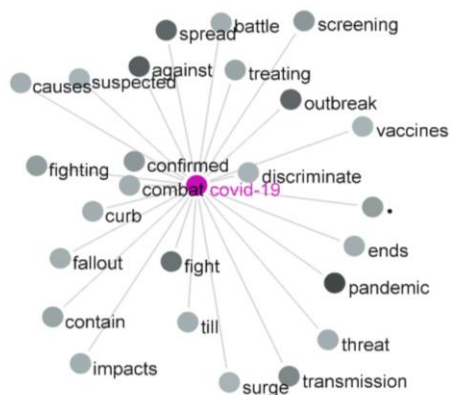 spread
battle
screening
against
treating
causes
suspected
outbreak
vaccines
confirmed
fighting
discriminate
combat
covid-19
curb
.
ends
fallout
fight
pandemic
contain
till
threat
impacts
surge
transmission